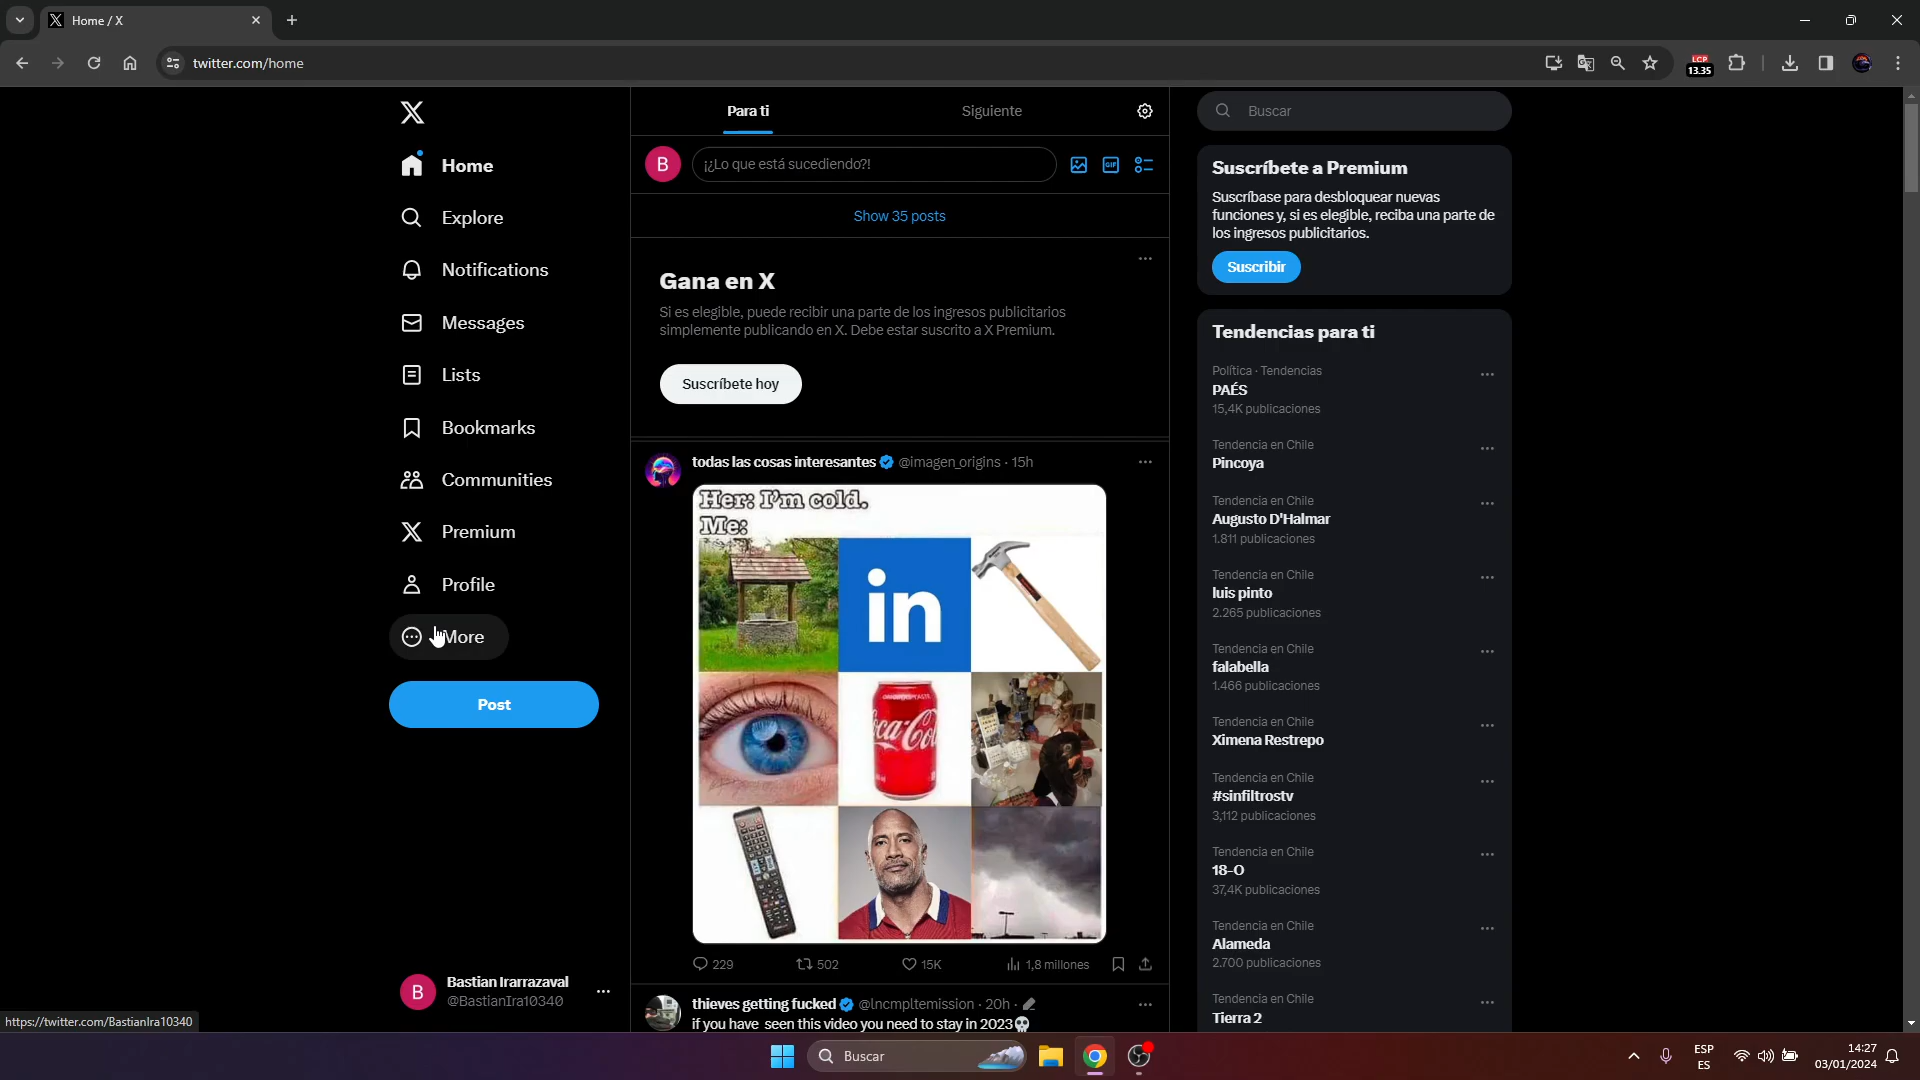 Home / X
twitter.com/home
LCP
13.35
Home
Explore
Notifications
Messages
Lists
Bookmarks
Communities
Premium
Profile
More
Post
Bastian Irarrazaval
@BastianIra10340
B
https://twitter.com/BastianIra10340
Para ti
Siguiente
B
¡¿Lo que está sucediendo?!
GIF
Show 35 posts
Gana en X
Si es elegible, puede recibir una parte de los ingresos publicitarios
simplemente publicando en X. Debe estar suscrito a X Premium.
Suscríbete hoy
todas las cosas interesantes @imagen_origins · 15h
Her: I'm cold.
Me:
in
Coca-Cola
229
502
15K
1,8 millones
thieves getting fucked @Incmpltemission · 20h ·
if you have seen this video you need to stay in 2023💀
Buscar
Suscríbete a Premium
Suscríbase para desbloquear nuevas
funciones y, si es elegible, reciba una parte de
los ingresos publicitarios.
Suscribir
Tendencias para ti
Política · Tendencias
PAÉS
15,4K publicaciones
Tendencia en Chile
Pincoya
Tendencia en Chile
Augusto D'Halmar
1.811 publicaciones
Tendencia en Chile
luis pinto
2.265 publicaciones
Tendencia en Chile
falabella
1.466 publicaciones
Tendencia en Chile
Ximena Restrepo
Tendencia en Chile
#sinfiltrostv
3,112 publicaciones
Tendencia en Chile
18-O
37,4K publicaciones
Tendencia en Chile
Alameda
2.700 publicaciones
Tendencia en Chile
Tierra 2
Buscar
ESP
ES
14:27
03/01/2024